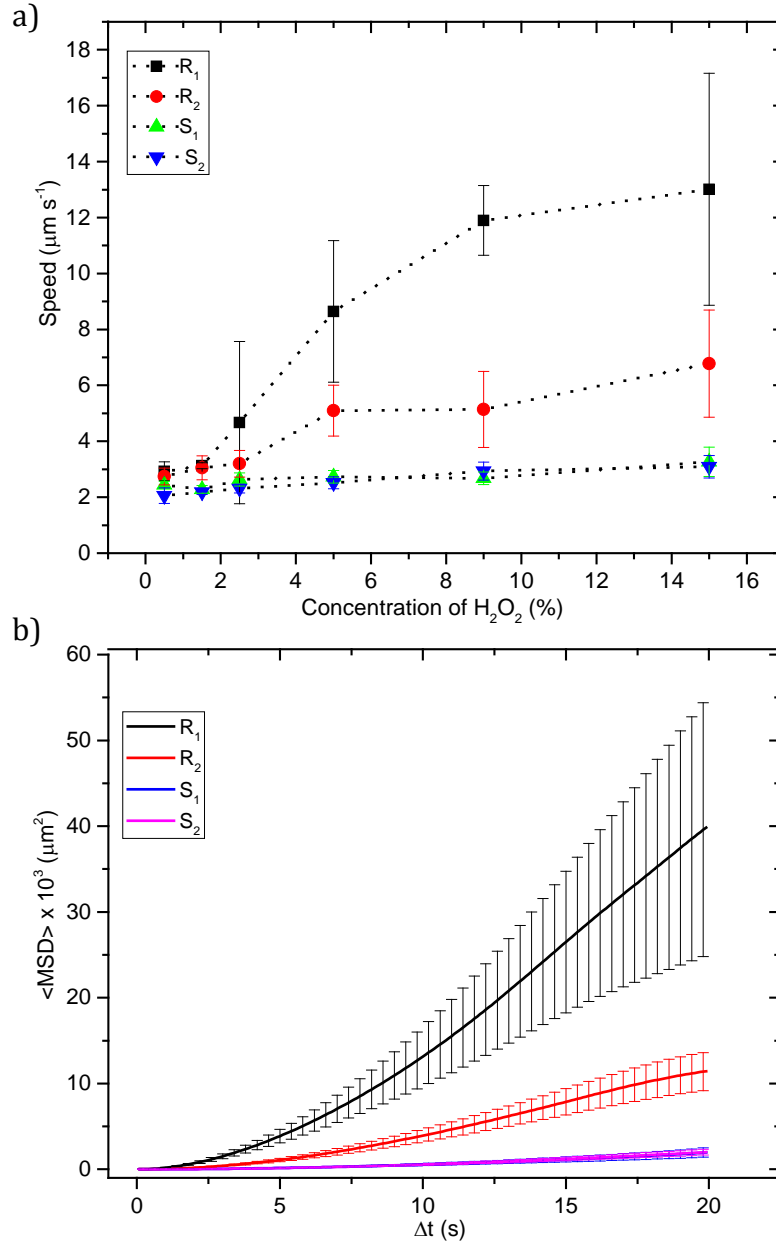 a)
18
16
14
12
10
8
6
4
2
0
R₁
R₂
S₁
S₂
Speed (μm s⁻¹)
0 2 4 6 8 10 12 14 16
Concentration of H₂O₂ (%)
b)
60
50
40
30
20
10
0
R₁
R₂
S₁
S₂
<MSD> x 10³ (μm²)
0 5 10 15 20
Δt (s)